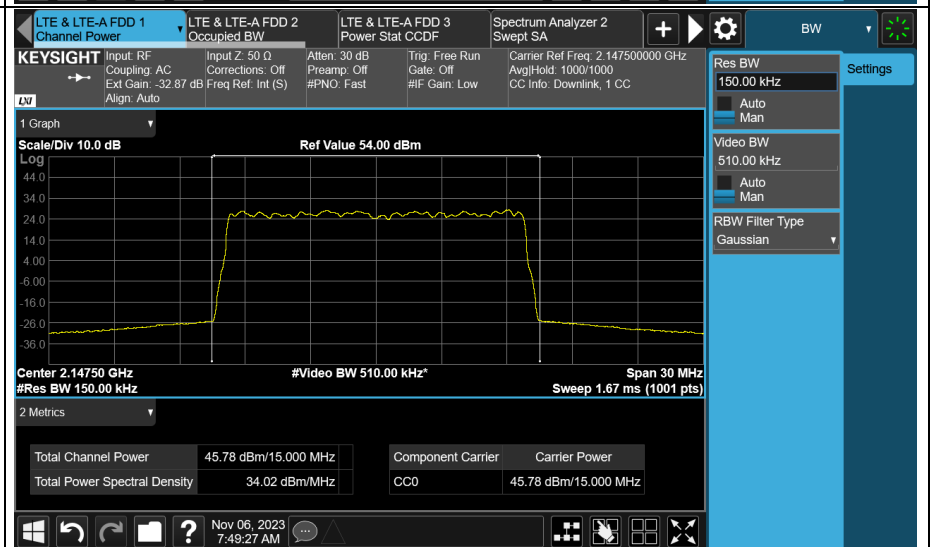 LTE & LTE-A FDD 1
Channel Power
LTE & LTE-A FDD 2
Occupied BW
LTE & LTE-A FDD 3
Power Stat CCDF
Spectrum Analyzer 2
Swept SA
+
BW
KEYSIGHT
LXI
Input: RF
Coupling: AC
Ext Gain: -32.87 dB
Align: Auto
Input Z: 50 Ω
Corrections: Off
Freq Ref: Int (S)
Atten: 30 dB
Preamp: Off
#PNO: Fast
Trig: Free Run
Gate: Off
#IF Gain: Low
Carrier Ref Freq: 2.147500000 GHz
Avg|Hold: 1000/1000
CC Info: Downlink, 1 CC
Res BW
150.00 kHz
Auto
Man
Video BW
510.00 kHz
Auto
Man
RBW Filter Type
Gaussian
Settings
1 Graph
Scale/Div 10.0 dB
Ref Value 54.00 dBm
Log
44.0
34.0
24.0
14.0
4.00
-6.00
-16.0
-26.0
-36.0
Center 2.14750 GHz
#Video BW 510.00 kHz*
Span 30 MHz
#Res BW 150.00 kHz
Sweep 1.67 ms (1001 pts)
2 Metrics
Total Channel Power 45.78 dBm/15.000 MHz
Total Power Spectral Density 34.02 dBm/MHz
Component Carrier Carrier Power
CC0 45.78 dBm/15.000 MHz
?
Nov 06, 2023
7:49:27 AM